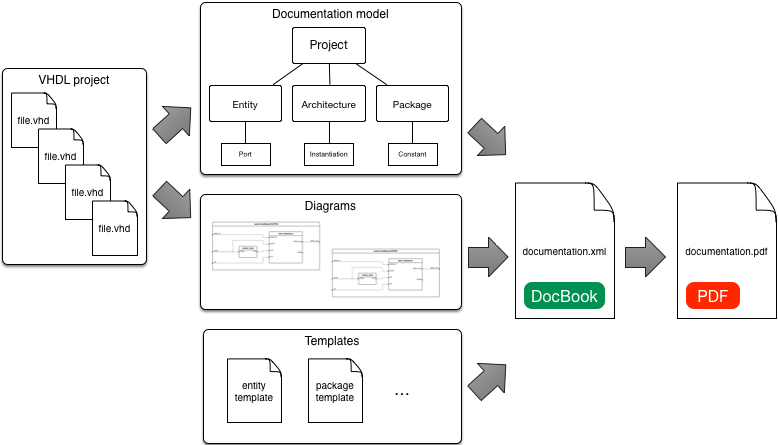 Documentation model
Project
Entity
Architecture
Package
Port
Instantiation
Constant
VHDL project
file.vhd
file.vhd
file.vhd
file.vhd
Diagrams
Templates
entity
template
package
template
...
documentation.xml
DocBook
documentation.pdf
PDF